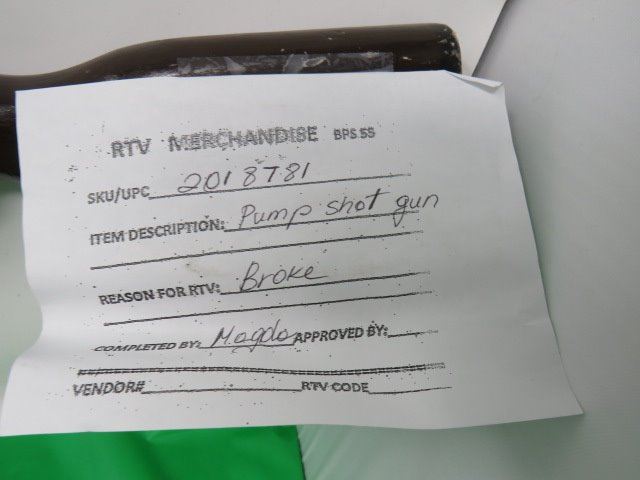 RTV MERCHANDISE BPS 55
SKU/UPC 2018781
ITEM DESCRIPTION: Pump shot gun
REASON FOR RTV: Broke
COMPLETED BY: Magda APPROVED BY:
VENDOR# RTV CODE